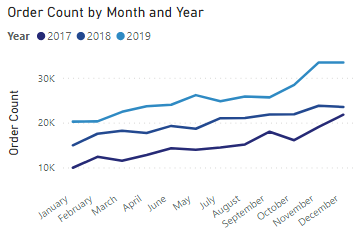 Order Count by Month and Year
Year 2017 2018 2019
Order Count
30K
20K
10K
January
February
March
April
June
May
July
August
September
October
November
December